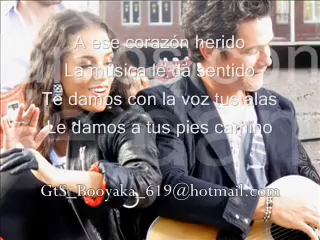 A ese corazón herido
La música le da sentido
Te damos con la voz tus alas
Le damos a tus pies camino
GtS_Booyaka_619@hotmail.com